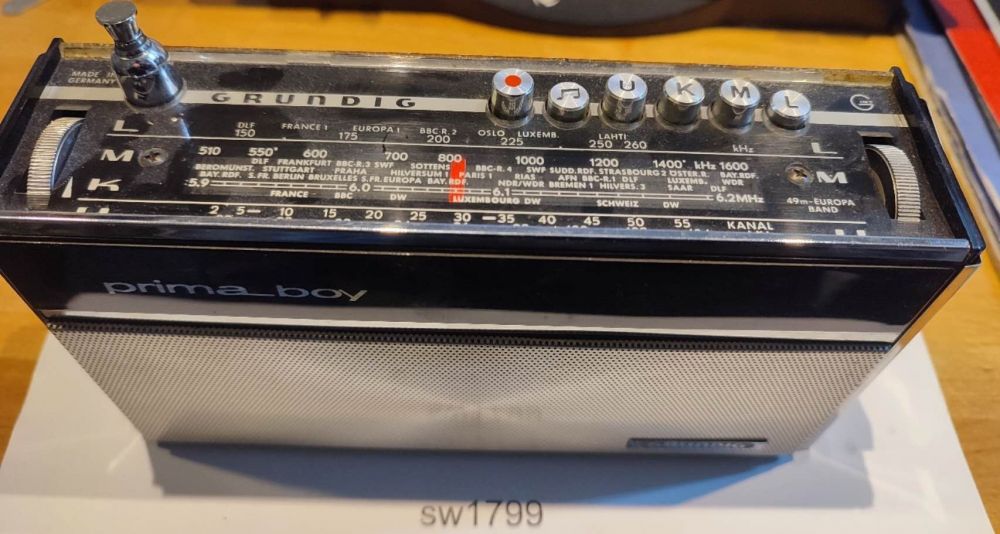 MADE IN
GERMANY
GRUNDIG
U K M L
L DLF FRANCE 1 EUROPA 1 BBC-R.2 OSLO LUXEMB. LAHTI L
150 175 200 225 250 260 kHz
M 510 550 600 700 800 1000 1200 1400 kHz 1600 M
DLF FRANKFURT BBC-R.3 SWF SOTTENS BBC-R.4 SWF SUDD.RDF. STRASBOURG 2 ÖSTER.R. BAY.RDF.
BEROMÜNST. STUTTGART PRAHA HILVERSUM 1 PARIS 1 RIAS AFN BBC-R.1 DLF LUXEMB. WDR
BAY.RDF. S.FR. BERLIN BRUXELLES S.FR. EUROPA BAY.RDF. NDR/WDR BREMEN 1 HILVERS.3 SAAR DLF
K 5.9 6.0 6.1 6.2MHz 49m-EUROPA
BAND
FRANCE BBC DW LUXEMBOURG DW SCHWEIZ DW
2 5 10 15 20 25 30 35 40 45 50 55 KANAL
prima_boy
GRUNDIG
sw1799